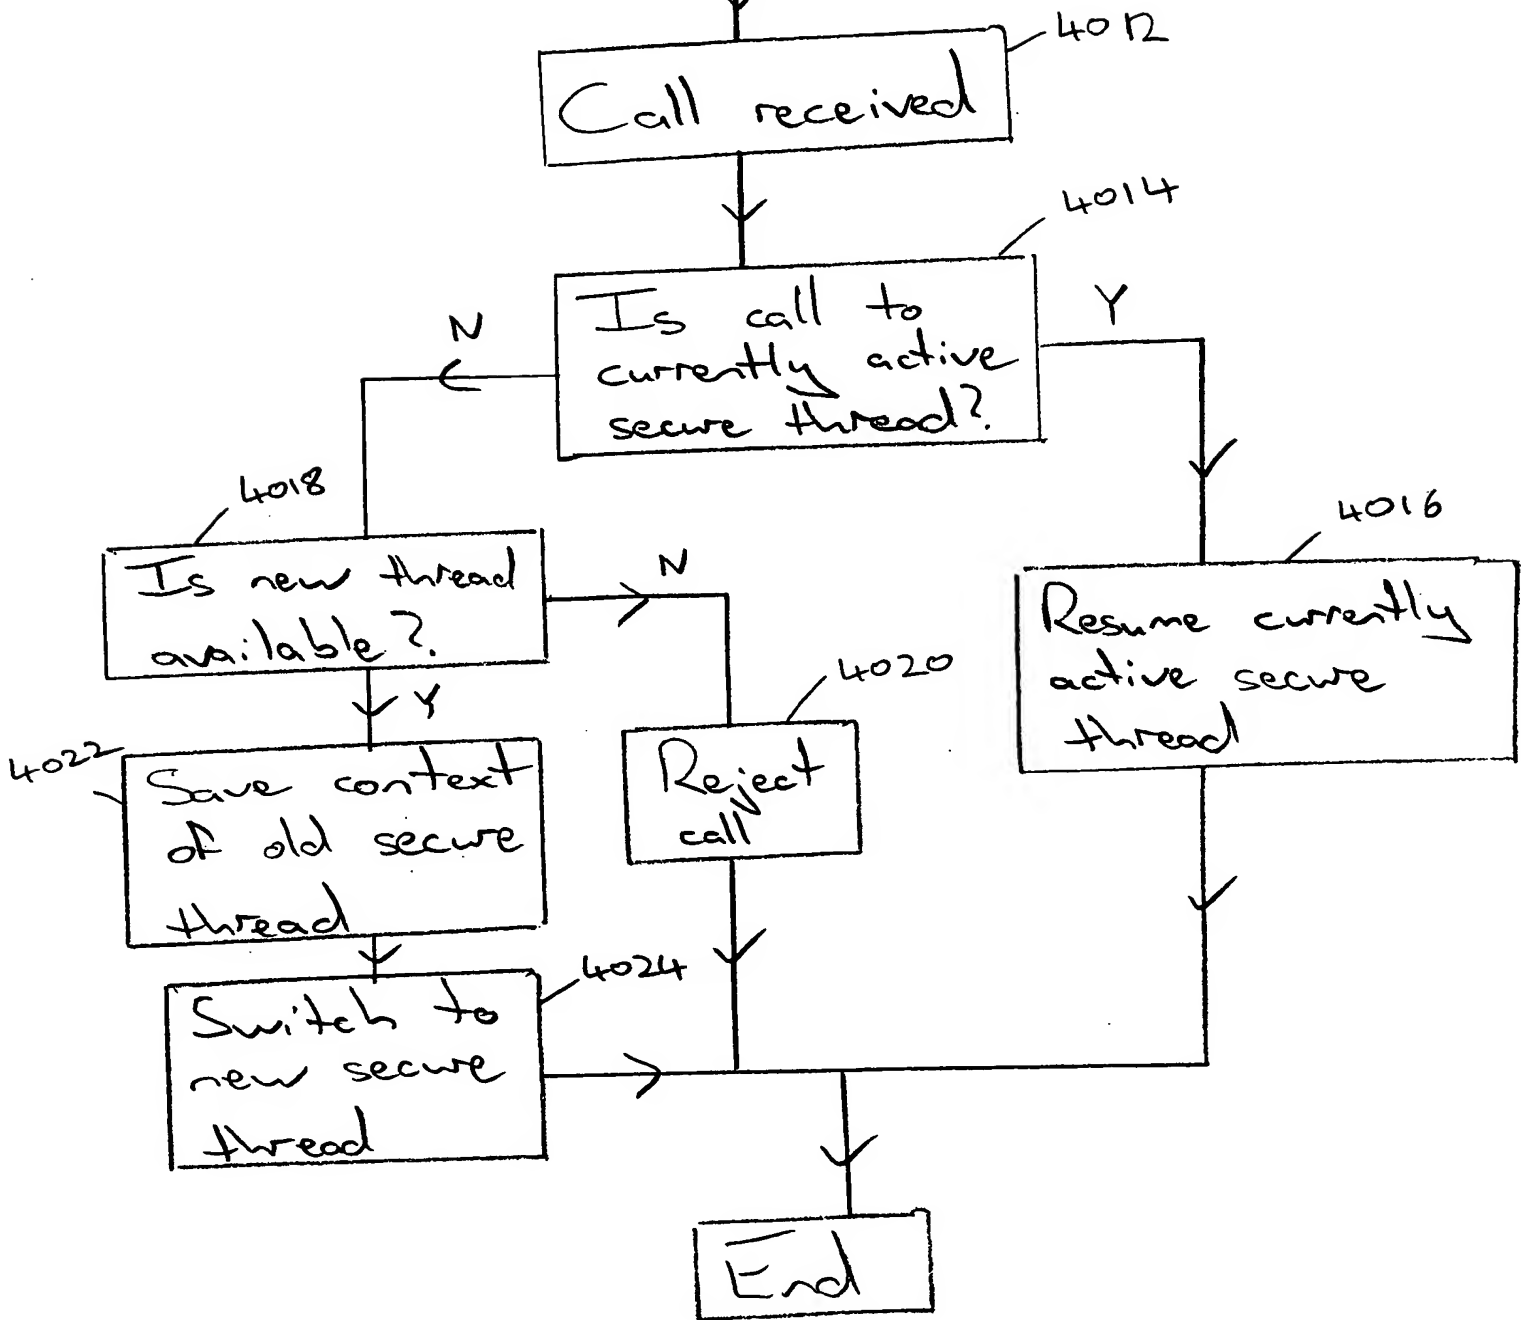 4012
Call received
4014
Is call to
currently active
secure thread?
N
Y
4018
Is new thread
available?
N
4016
Resume currently
active secure
thread
Y
4020
Reject
call
4022
Save context
of old secure
thread
4024
Switch to
new secure
thread
End